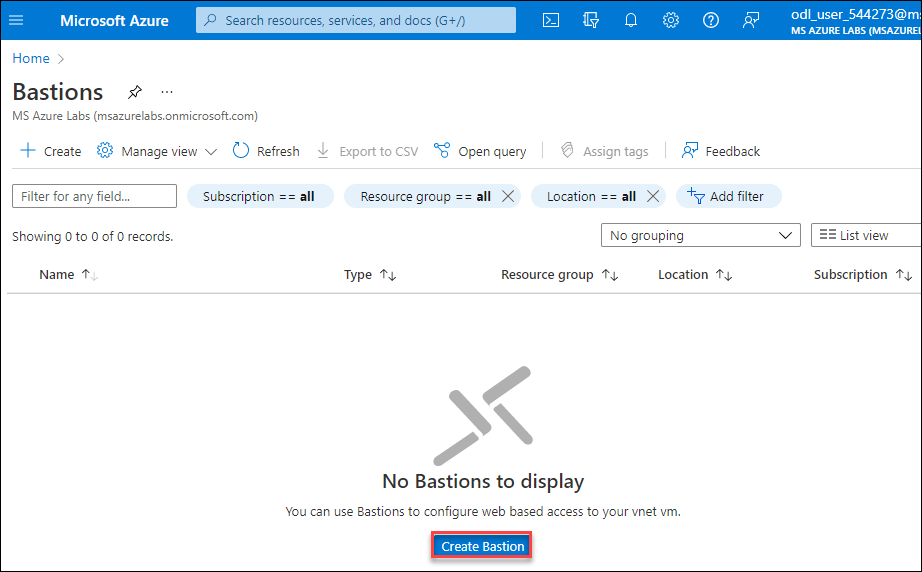 Microsoft Azure
Search resources, services, and docs (G+/)
odl_user_544273@ms
MS AZURE LABS (MSAZUREL
Home
Bastions
MS Azure Labs (msazurelabs.onmicrosoft.com)
Create Manage view Refresh Export to CSV Open query Assign tags Feedback
Filter for any field... Subscription == all Resource group == all Location == all Add filter
Showing 0 to 0 of 0 records. No grouping List view
Name Type Resource group Location Subscription
No Bastions to display
You can use Bastions to configure web based access to your vnet vm.
Create Bastion